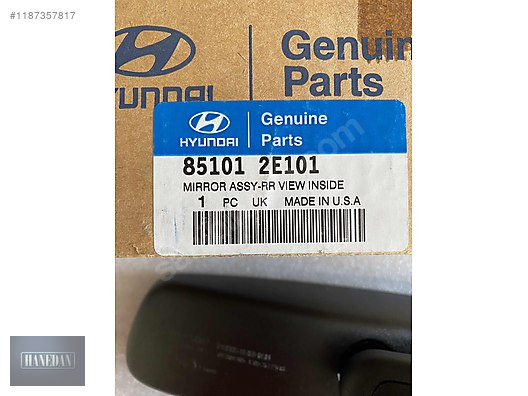 #1187357817
HYUNDAI
Genuine
Parts
HYUNDAI
Genuine
Parts
85101 2E101
MIRROR ASSY-RR VIEW INSIDE
1 PC UK MADE IN U.S.A
HANEDAN